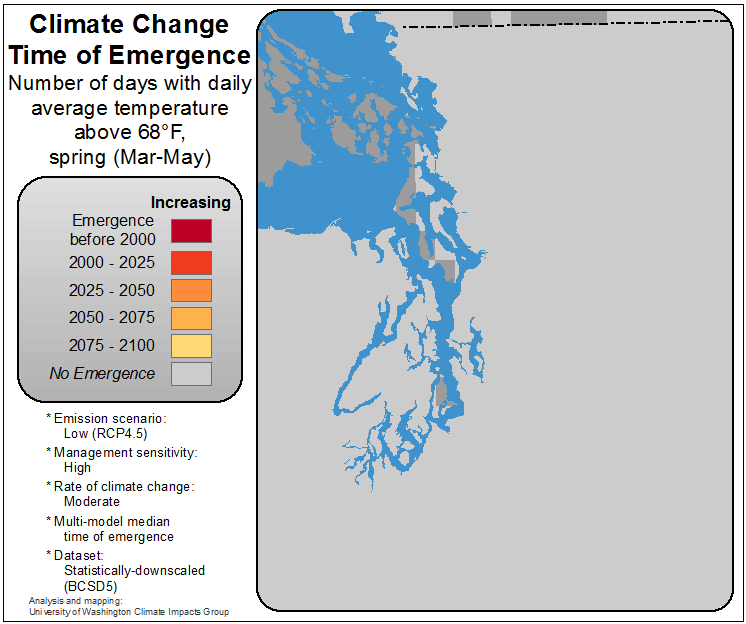 Climate Change
Time of Emergence
Number of days with daily
average temperature
above 68°F,
spring (Mar-May)
Increasing
Emergence
before 2000
2000 - 2025
2025 - 2050
2050 - 2075
2075 - 2100
No Emergence
* Emission scenario:
Low (RCP4.5)
* Management sensitivity:
High
* Rate of climate change:
Moderate
* Multi-model median
time of emergence
* Dataset:
Statistically-downscaled
(BCSD5)
Analysis and mapping:
University of Washington Climate Impacts Group